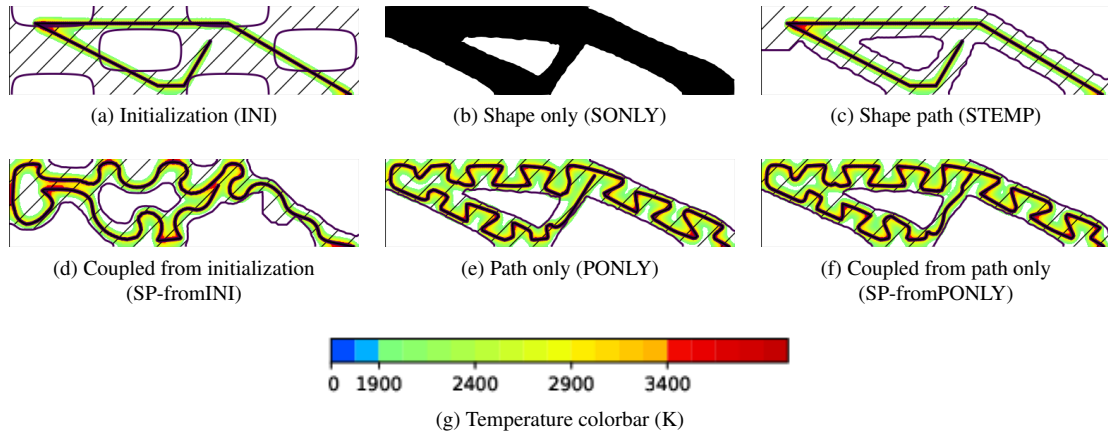 (a) Initialization (INI)
(b) Shape only (SONLY)
(c) Shape path (STEMP)
(d) Coupled from initialization
(SP-fromINI)
(e) Path only (PONLY)
(f) Coupled from path only
(SP-fromPONLY)
0 1900 2400 2900 3400
(g) Temperature colorbar (K)